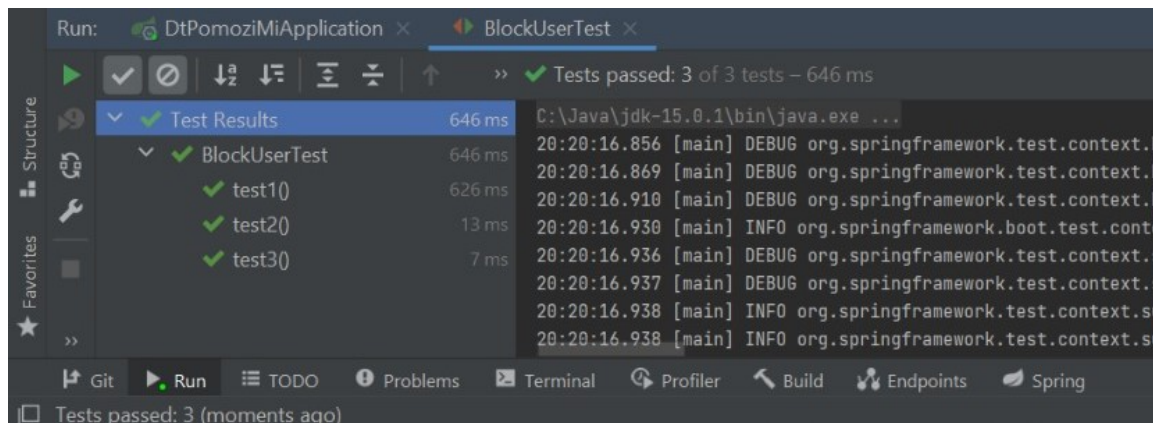 Run: DtPomoziMiApplication × BlockUserTest ×
» Tests passed: 3 of 3 tests – 646 ms
Structure
Favorites
Test Results 646 ms
BlockUserTest 646 ms
test1() 626 ms
test2() 13 ms
test3() 7 ms
C:\Java\jdk-15.0.1\bin\java.exe ...
20:20:16.856 [main] DEBUG org.springframework.test.context.
20:20:16.869 [main] DEBUG org.springframework.test.context.
20:20:16.910 [main] DEBUG org.springframework.test.context.
20:20:16.930 [main] INFO org.springframework.boot.test.cont
20:20:16.936 [main] DEBUG org.springframework.test.context.
20:20:16.937 [main] DEBUG org.springframework.test.context.
20:20:16.938 [main] INFO org.springframework.test.context.s
20:20:16.938 [main] INFO org.springframework.test.context.s
»
Git Run TODO Problems Terminal Profiler Build Endpoints Spring
Tests passed: 3 (moments ago)